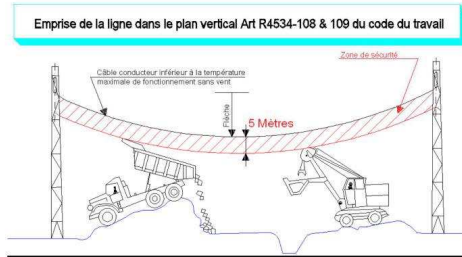 Emprise de la ligne dans le plan vertical Art R4534-108 & 109 du code du travail
Zone de sécurité
Câble conducteur inférieur à la température
maximale de fonctionnement sans vent
Flèche
5 Mètres